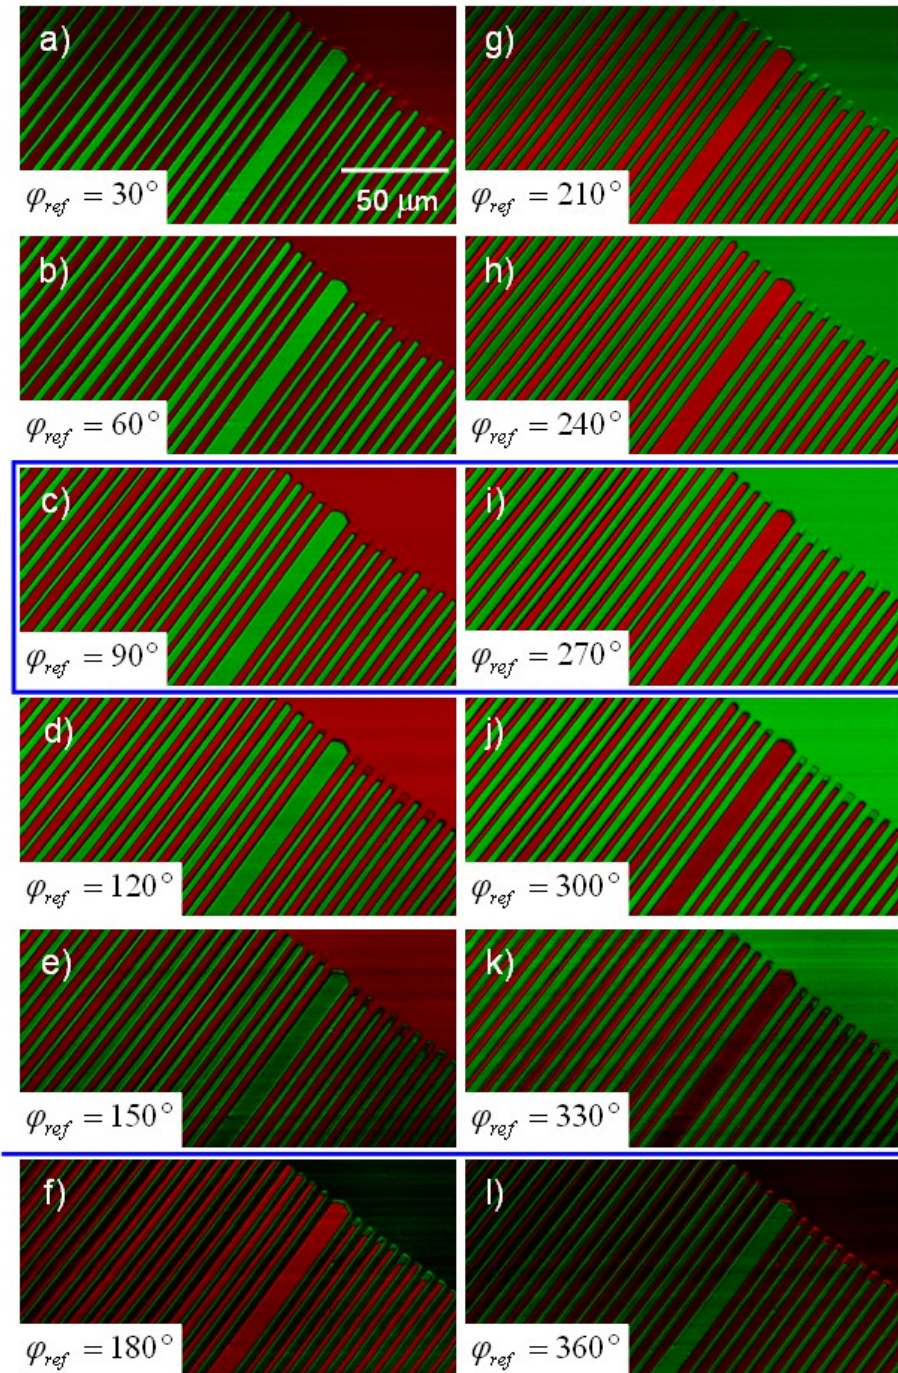 a)
50 μm
φref = 30°
g)
φref = 210°
b)
φref = 60°
h)
φref = 240°
c)
φref = 90°
i)
φref = 270°
d)
φref = 120°
j)
φref = 300°
e)
φref = 150°
k)
φref = 330°
f)
φref = 180°
l)
φref = 360°